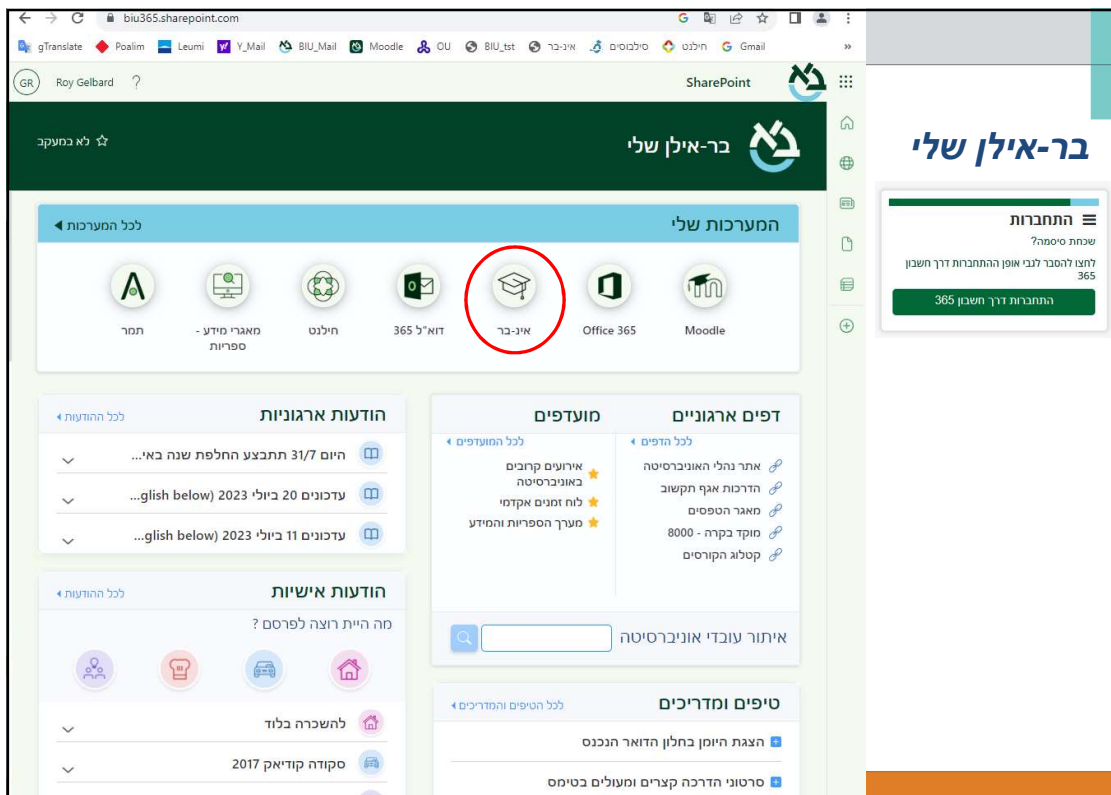 biu365.sharepoint.com
gTranslate Poalim Leumi Y_Mail BIU_Mail Moodle OU BIU_tst אינ-בר סילבוסים חילנט Gmail »
GR Roy Gelbard ? SharePoint
בר-אילן שלי
לא במעקב
בר-אילן שלי
התחברות
שכחת סיסמה?
לחצו להסבר לגבי אופן ההתחברות דרך חשבון
365
התחברות דרך חשבון 365
המערכות שלי
לכל המערכות
Moodle
Office 365
אינ-בר
דוא"ל 365
חילנט
מאגרי מידע -
ספריות
תמר
דפים ארגוניים
לכל הדפים
אתר נהלי האוניברסיטה
הדרכות אגף תקשוב
מאגר הטפסים
מוקד בקרה - 8000
קטלוג הקורסים
מועדפים
לכל המועדפים
אירועים קרובים
באוניברסיטה
לוח זמנים אקדמי
מערך הספריות והמידע
איתור עובדי אוניברסיטה
טיפים ומדריכים
לכל הטיפים והמדריכים
הצגת היומן בחלון הדואר הנכנס
סרטוני הדרכה קצרים ומעולים בטימס
הודעות ארגוניות
לכל ההודעות
היום 31/7 תתבצע החלפת שנה באי...
עדכונים 20 ביולי 2023 (glish below...
עדכונים 11 ביולי 2023 (glish below...
הודעות אישיות
לכל ההודעות
מה היית רוצה לפרסם ?
להשכרה בלוד
סקודה קודיאק 2017